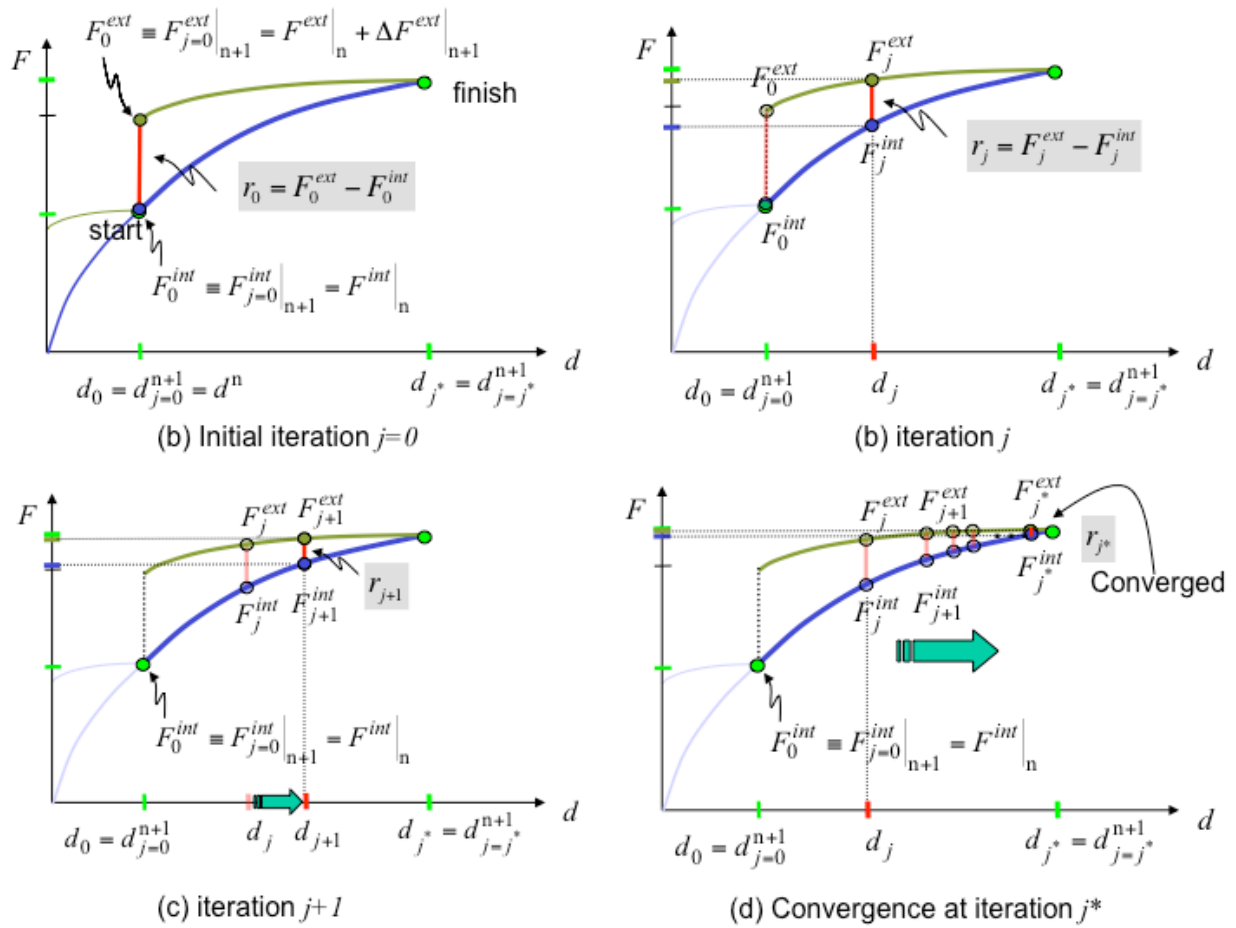 F_0^{ext} ≡ F_{j=0}^{ext}|_{n+1} = F^{ext}|_n + ΔF^{ext}|_{n+1}
F
finish
r_0 = F_0^{ext} − F_0^{int}
start
F_0^{int} ≡ F_{j=0}^{int}|_{n+1} = F^{int}|_n
d
d_0 = d_{j=0}^{n+1} = d^n
d_{j*} = d_{j=j*}^{n+1}
(b) Initial iteration j=0
F
F_0^{ext}
F_j^{ext}
F_j^{int}
r_j = F_j^{ext} − F_j^{int}
F_0^{int}
d
d_0 = d_{j=0}^{n+1}
d_j
d_{j*} = d_{j=j*}^{n+1}
(b) iteration j
F
F_j^{ext}
F_{j+1}^{ext}
r_{j+1}
F_j^{int}
F_{j+1}^{int}
F_0^{int} ≡ F_{j=0}^{int}|_{n+1} = F^{int}|_n
d
d_0 = d_{j=0}^{n+1}
d_j
d_{j+1}
d_{j*} = d_{j=j*}^{n+1}
(c) iteration j+1
F
F_j^{ext}
F_{j+1}^{ext}
F_{j*}^{ext}
r_{j*}
F_{j*}^{int}
Converged
F_j^{int}
F_{j+1}^{int}
F_0^{int} ≡ F_{j=0}^{int}|_{n+1} = F^{int}|_n
d
d_0 = d_{j=0}^{n+1}
d_j
d_{j*} = d_{j=j*}^{n+1}
(d) Convergence at iteration j*